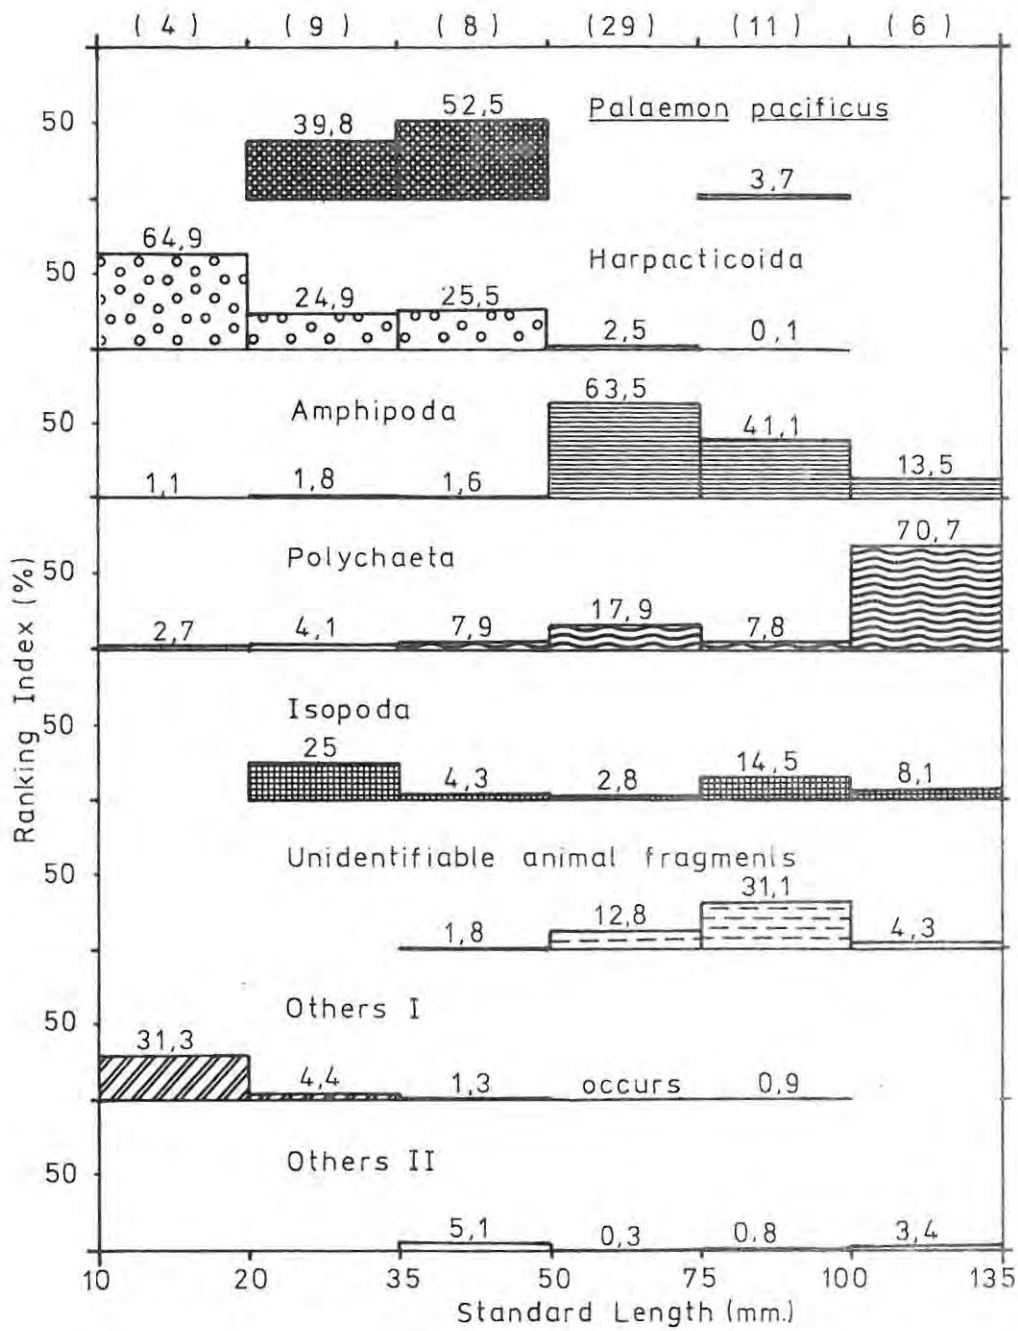 (4) (9) (8) (29) (11) (6)
50 39,8 52,5 Palaemon pacificus
3,7
64,9
50 24,9 25,5 Harpacticoida
2,5 0,1
50 Amphipoda 63,5 41,1
1,1 1,8 1,6 13,5
50 Polychaeta 70,7
2,7 4,1 7,9 17,9 7,8
Isopoda
50 25 4,3 2,8 14,5 8,1
Unidentifiable animal fragments
50 1,8 12,8 31,1 4,3
Others I
50 31,3 4,4 1,3 occurs 0,9
Others II
50 5,1 0,3 0,8 3,4
10 20 35 50 75 100 135
Standard Length (mm.)
Ranking Index (%)